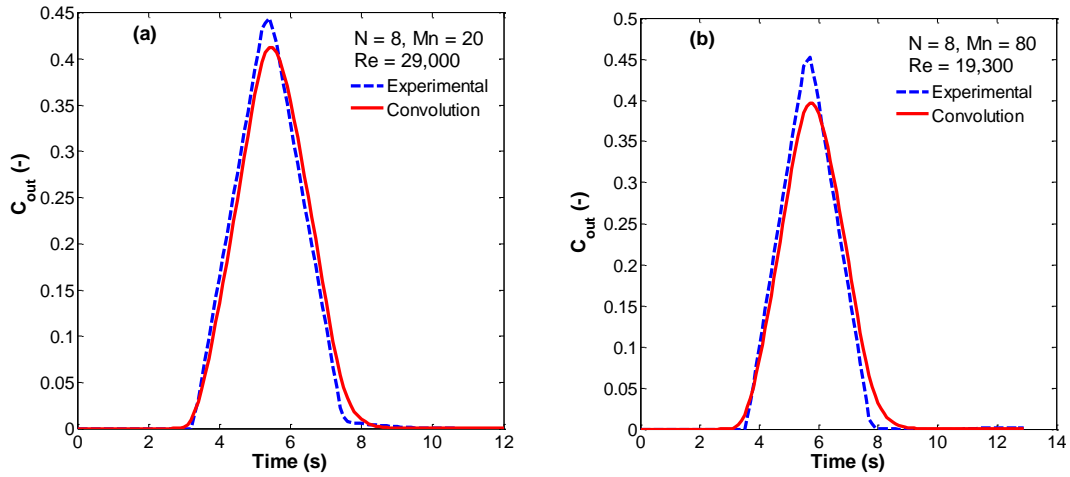 (a)
N = 8, Mn = 20
Re = 29,000
Experimental
Convolution
0.45
0.4
0.35
0.3
0.25
0.2
0.15
0.1
0.05
0
C_out (-)
0 2 4 6 8 10 12
Time (s)
(b)
N = 8, Mn = 80
Re = 19,300
Experimental
Convolution
0.5
0.45
0.4
0.35
0.3
0.25
0.2
0.15
0.1
0.05
0
C_out (-)
0 2 4 6 8 10 12 14
Time (s)